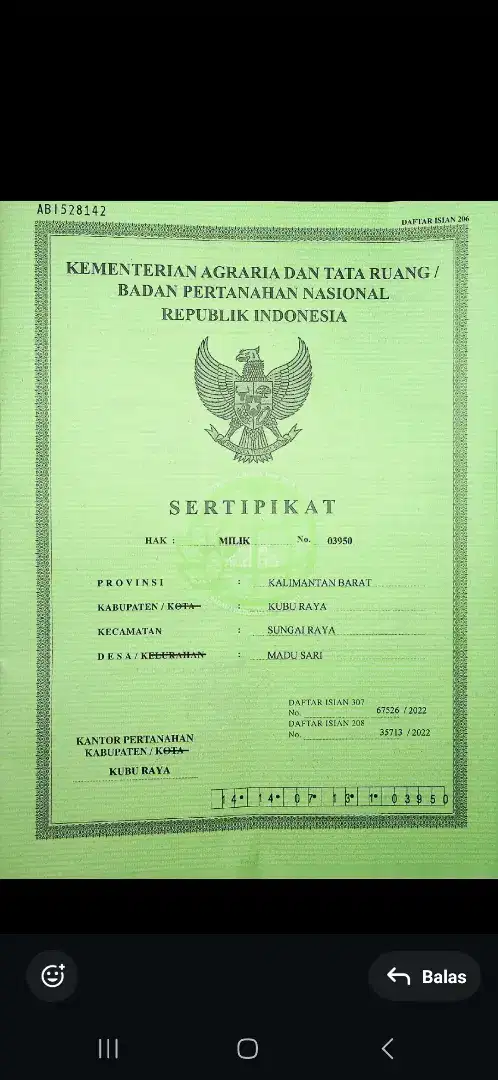 ABI528142
DAFTAR ISIAN 206
KEMENTERIAN AGRARIA DAN TATA RUANG /
BADAN PERTANAHAN NASIONAL
REPUBLIK INDONESIA
SERTIPIKAT
HAK : MILIK No. 03950
PROVINSI : KALIMANTAN BARAT
KABUPATEN / KOTA : KUBU RAYA
KECAMATAN : SUNGAI RAYA
DESA / KELURAHAN : MADU SARI
DAFTAR ISIAN 307
No. 67526 / 2022
DAFTAR ISIAN 208
No. 35713 / 2022
KANTOR PERTANAHAN
KABUPATEN / KOTA
KUBU RAYA
14 • 14 • 07 • 13 • 1 • 03950
Balas